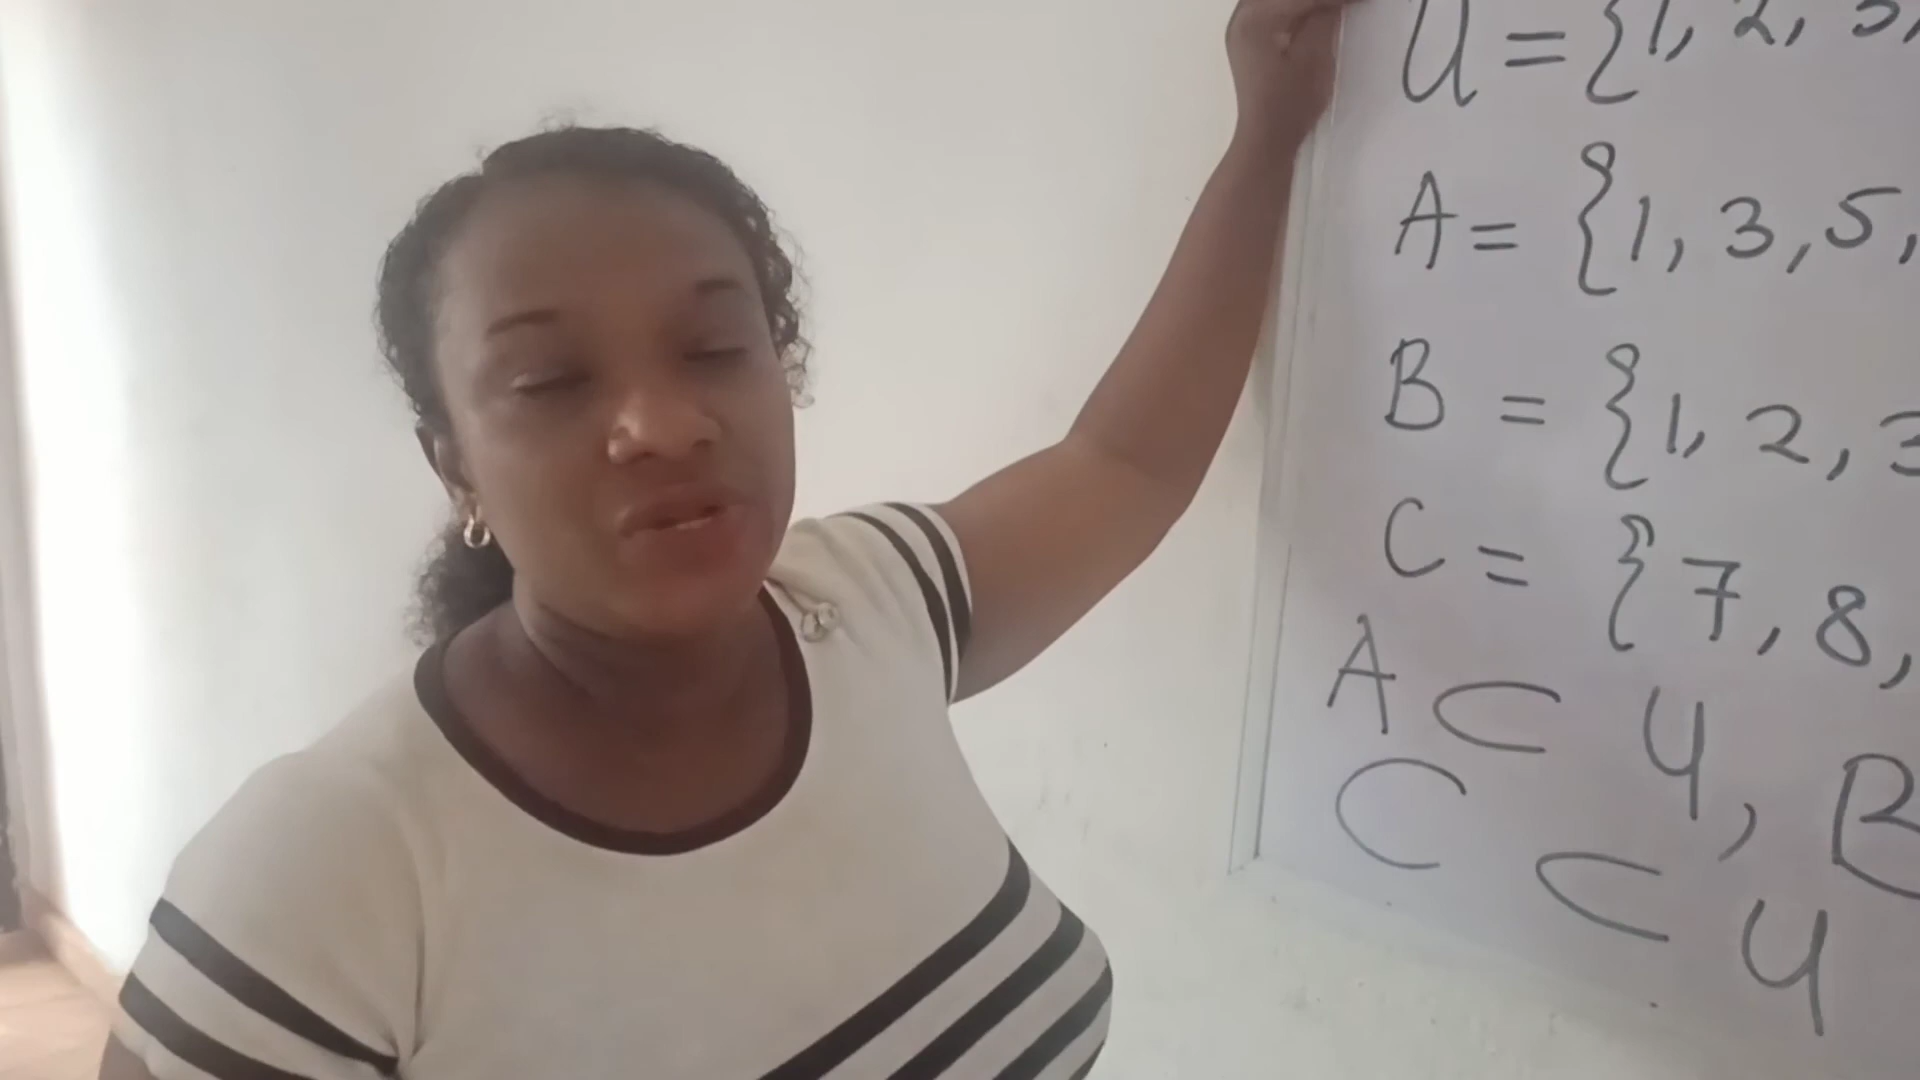 U = {1, 2, 3,
A = {1, 3, 5,
B = {1, 2, 3
C = {7, 8,
A ⊂ U, B
C ⊂ U